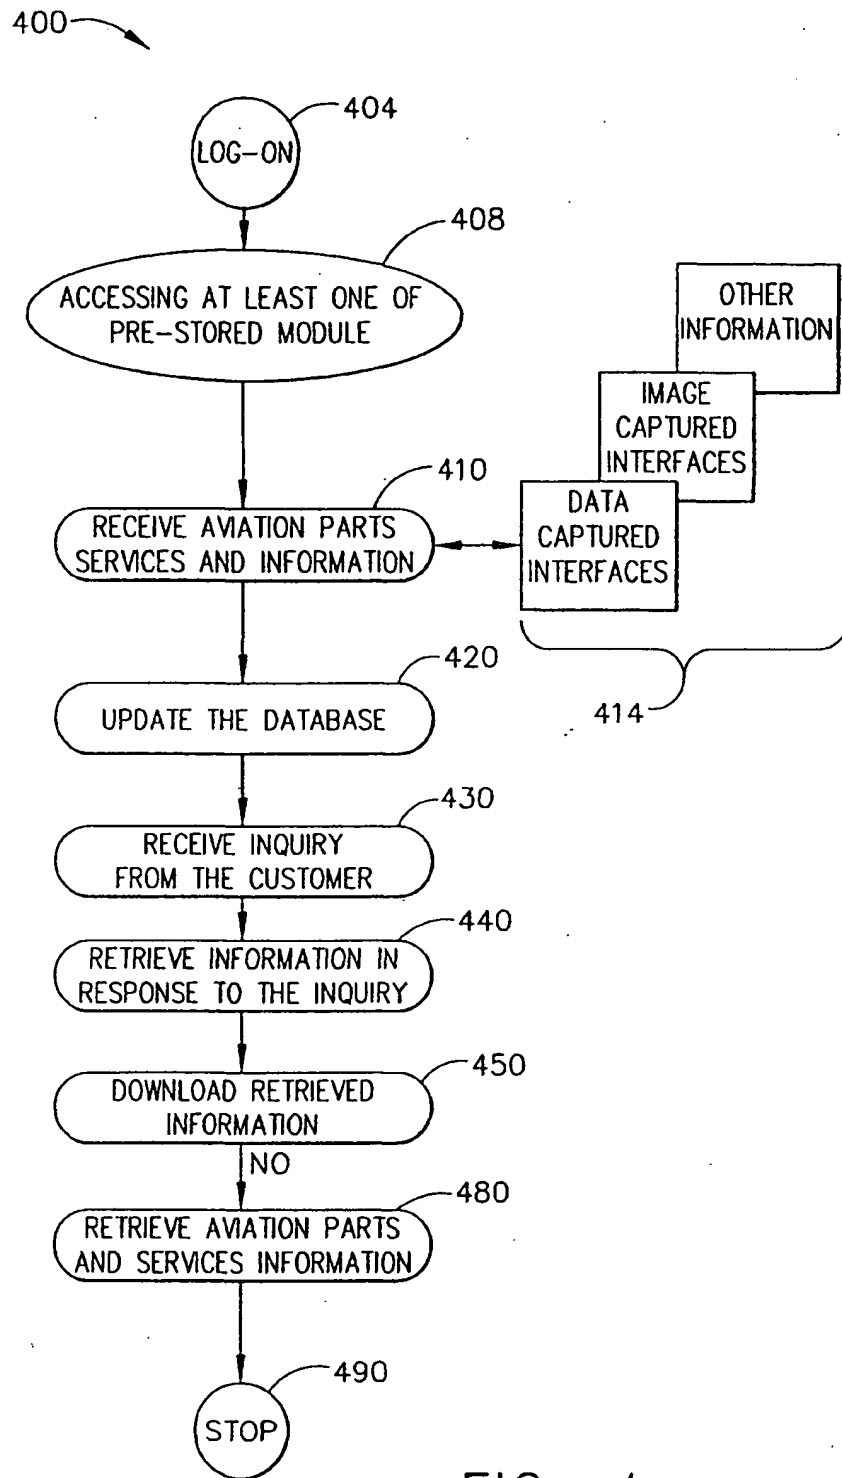 400
404
LOG-ON
408
ACCESSING AT LEAST ONE OF
PRE-STORED MODULE
OTHER
INFORMATION
IMAGE
CAPTURED
INTERFACES
410
RECEIVE AVIATION PARTS
SERVICES AND INFORMATION
DATA
CAPTURED
INTERFACES
414
420
UPDATE THE DATABASE
430
RECEIVE INQUIRY
FROM THE CUSTOMER
440
RETRIEVE INFORMATION IN
RESPONSE TO THE INQUIRY
450
DOWNLOAD RETRIEVED
INFORMATION
NO
480
RETRIEVE AVIATION PARTS
AND SERVICES INFORMATION
490
STOP